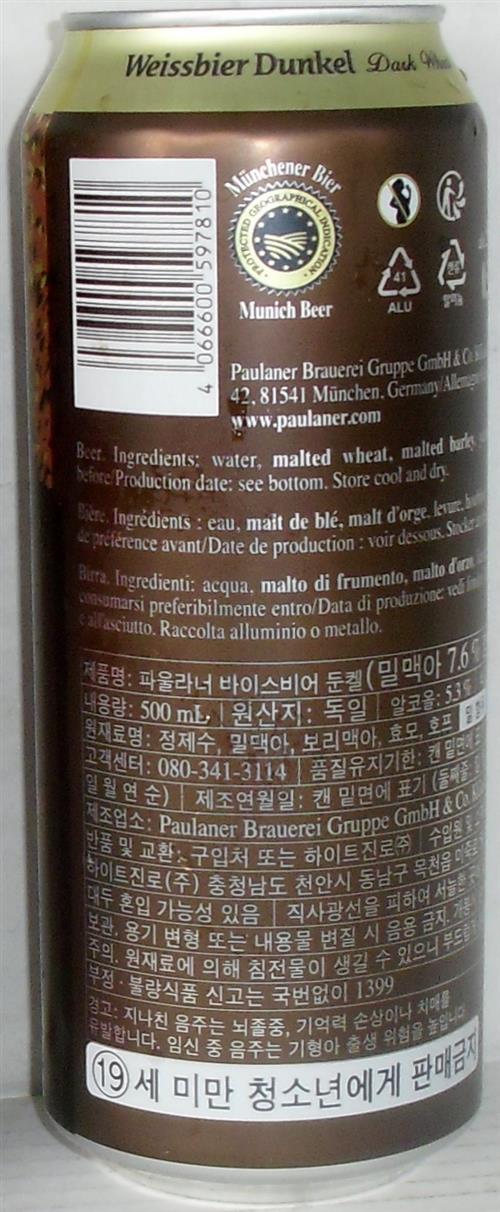 Weissbier Dunkel Dark
Münchener Bier
PROTECTED GEOGRAPHICAL INDICATION
Munich Beer
4 066600 597810
41
ALU
Paulaner Brauerei Gruppe GmbH & Co.
42, 81541 München, Germany/Allemagne
www.paulaner.com
Beer. Ingredients: water, malted wheat, malted barley,
before/Production date: see bottom. Store cool and dry.
Bière. Ingrédients : eau, malt de blé, malt d'orge, levure,
de préférence avant/Date de production : voir dessous. Stocker
Birra. Ingredienti: acqua, malto di frumento, malto d'orzo,
consumarsi preferibilmente entro/Data di produzione: vedi
e all'asciutto. Raccolta alluminio o metallo.
제품명: 파울라너 바이스비어 둔켈(밀맥아 7.6%
내용량: 500 mL 원산지: 독일 알코올: 5.3%
원재료명: 정제수, 밀맥아, 보리맥아, 효모, 호프
고객센터: 080-341-3114 품질유지기한: 캔 밑면에
일월연순) 제조연월일: 캔 밑면에 표기 (둘째줄:
제조업소: Paulaner Brauerei Gruppe GmbH & Co.
반품 및 교환: 구입처 또는 하이트진로㈜ 수입원 및
하이트진로(주) 충청남도 천안시 동남구 목천읍
대두 혼입 가능성 있음 직사광선을 피하여 서늘한
보관. 용기 변형 또는 내용물 변질 시 음용 금지.
주의. 원재료에 의해 침전물이 생길 수 있으니
부정·불량식품 신고는 국번없이 1399
경고: 지나친 음주는 뇌졸중, 기억력 손상이나 치매를
유발합니다. 임신 중 음주는 기형아 출생 위험을 높입니다.
19세 미만 청소년에게 판매금지